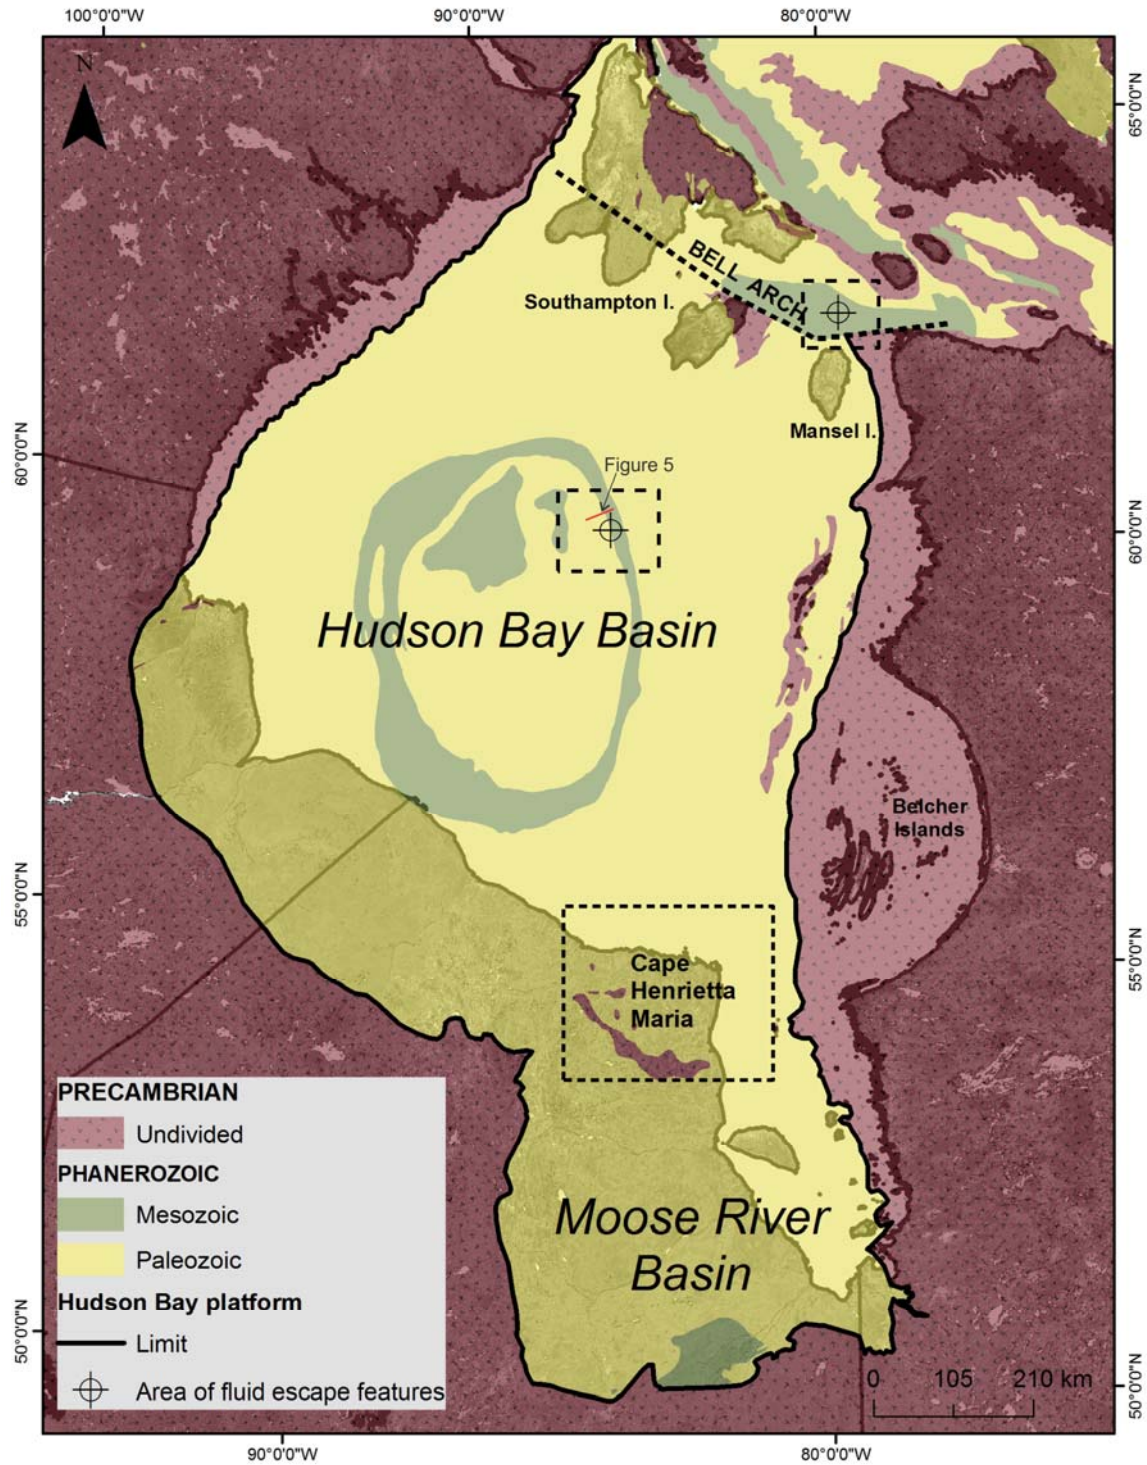 100°0'0"W
90°0'0"W
80°0'0"W
N
65°0'0"N
BELL ARCH
Southampton I.
Mansel I.
60°0'0"N
Figure 5
60°0'0"N
Hudson Bay Basin
Belcher
Islands
55°0'0"N
55°0'0"N
Cape
Henrietta
Maria
PRECAMBRIAN
Undivided
PHANEROZOIC
Mesozoic
Paleozoic
Hudson Bay platform
Limit
Area of fluid escape features
Moose River
Basin
50°0'0"N
0 105 210 km
50°0'0"N
90°0'0"W
80°0'0"W